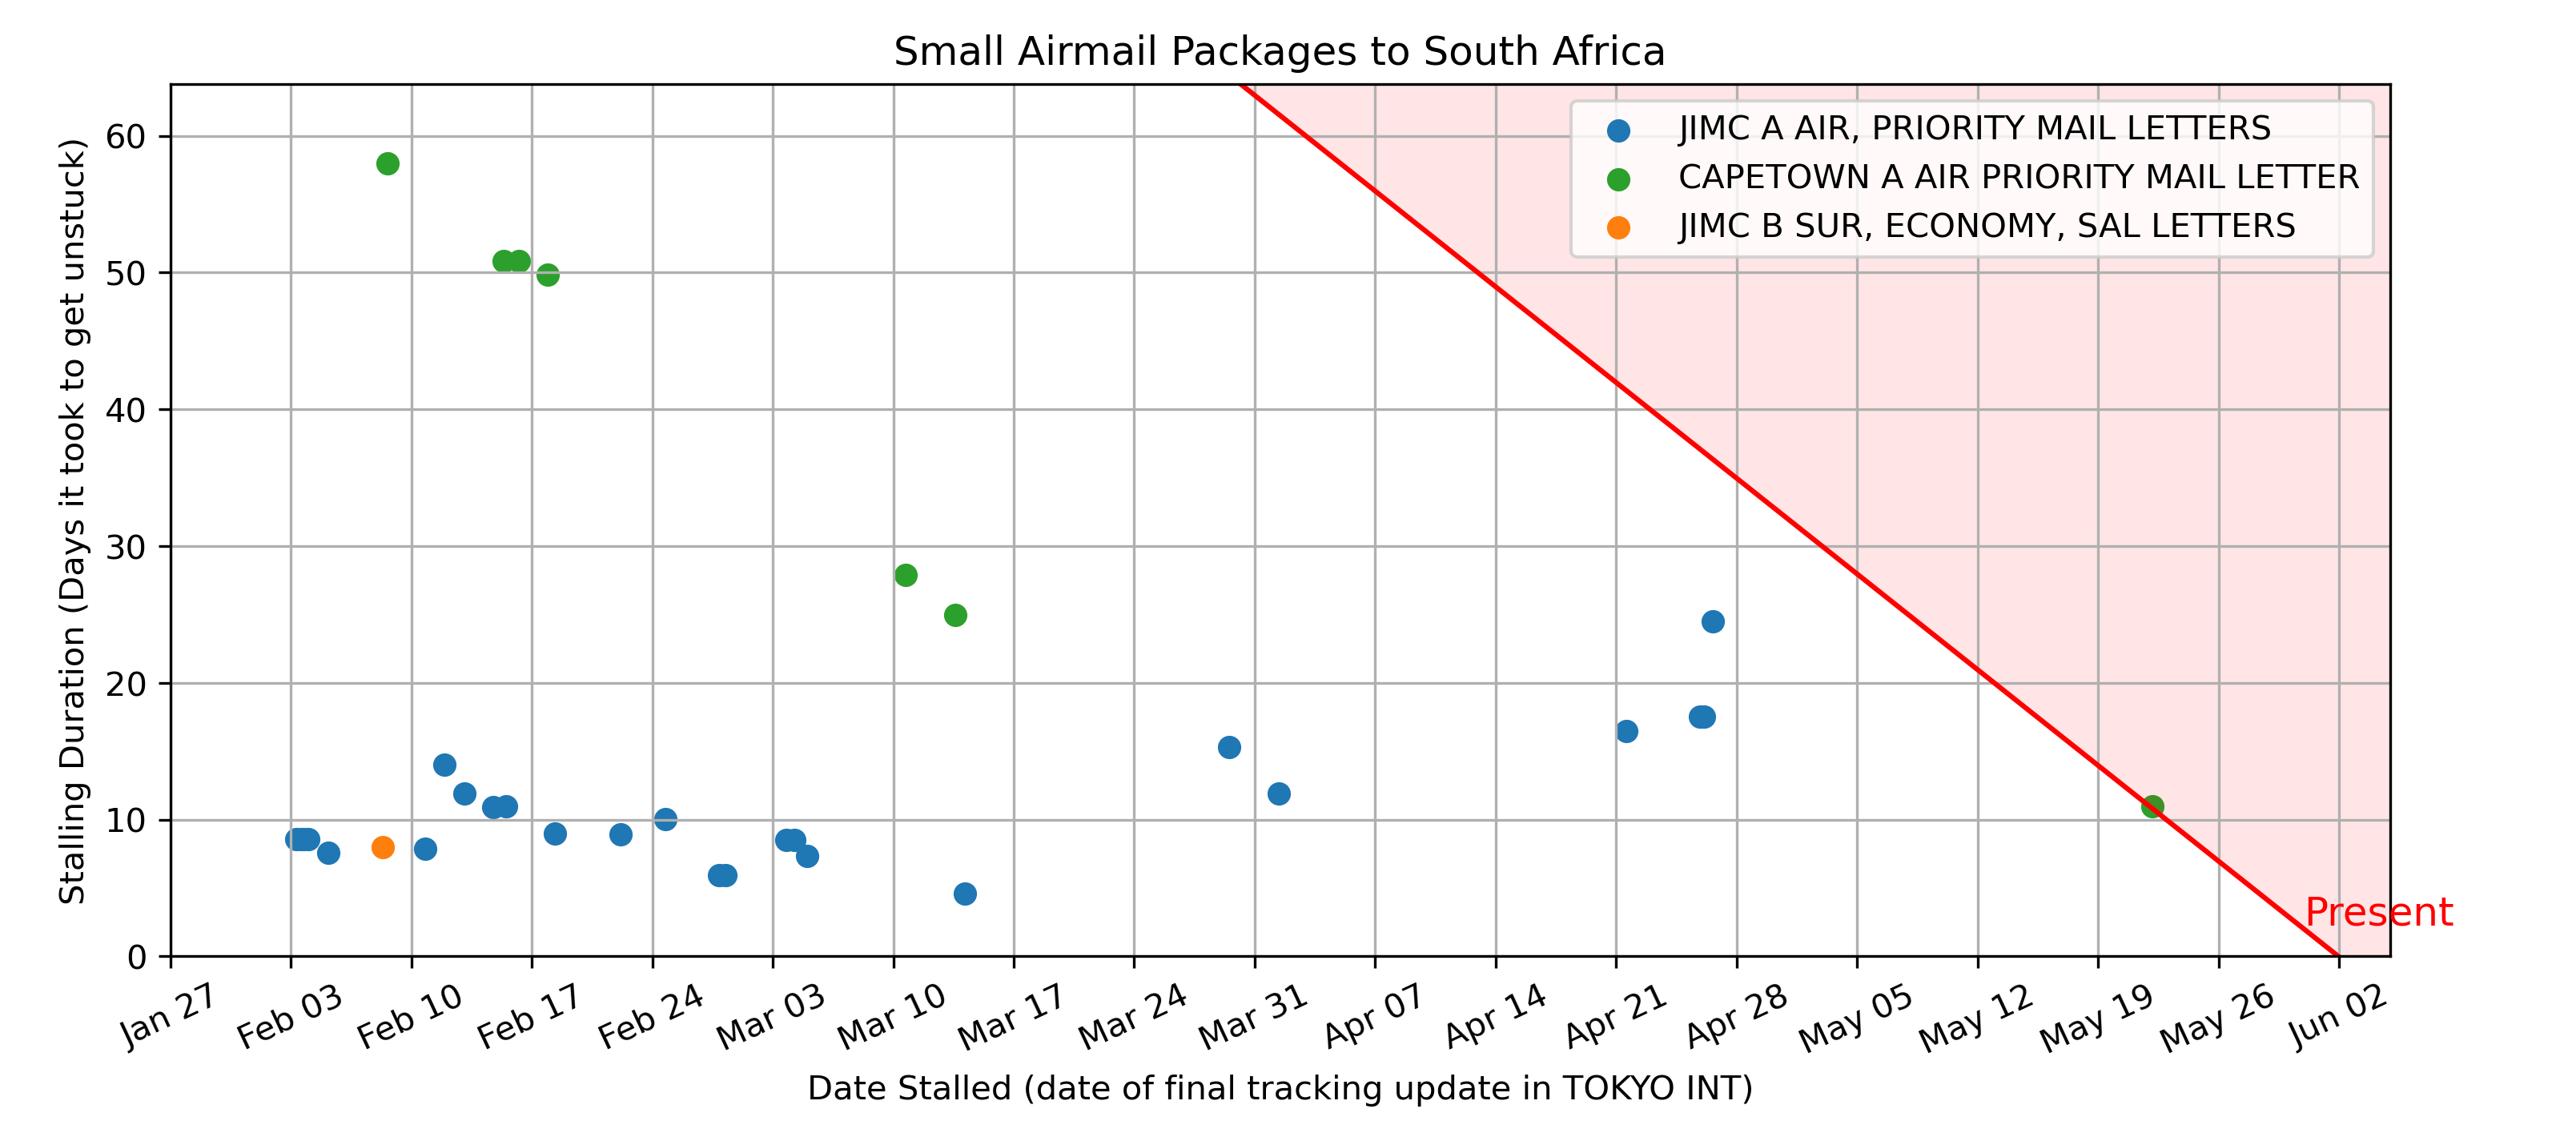 Small Airmail Packages to South Africa
JIMC A AIR, PRIORITY MAIL LETTERS
CAPETOWN A AIR PRIORITY MAIL LETTER
JIMC B SUR, ECONOMY, SAL LETTERS
Stalling Duration (Days it took to get unstuck)
60
50
40
30
20
10
0
Present
Jan 27
Feb 03
Feb 10
Feb 17
Feb 24
Mar 03
Mar 10
Mar 17
Mar 24
Mar 31
Apr 07
Apr 14
Apr 21
Apr 28
May 05
May 12
May 19
May 26
Jun 02
Date Stalled (date of final tracking update in TOKYO INT)